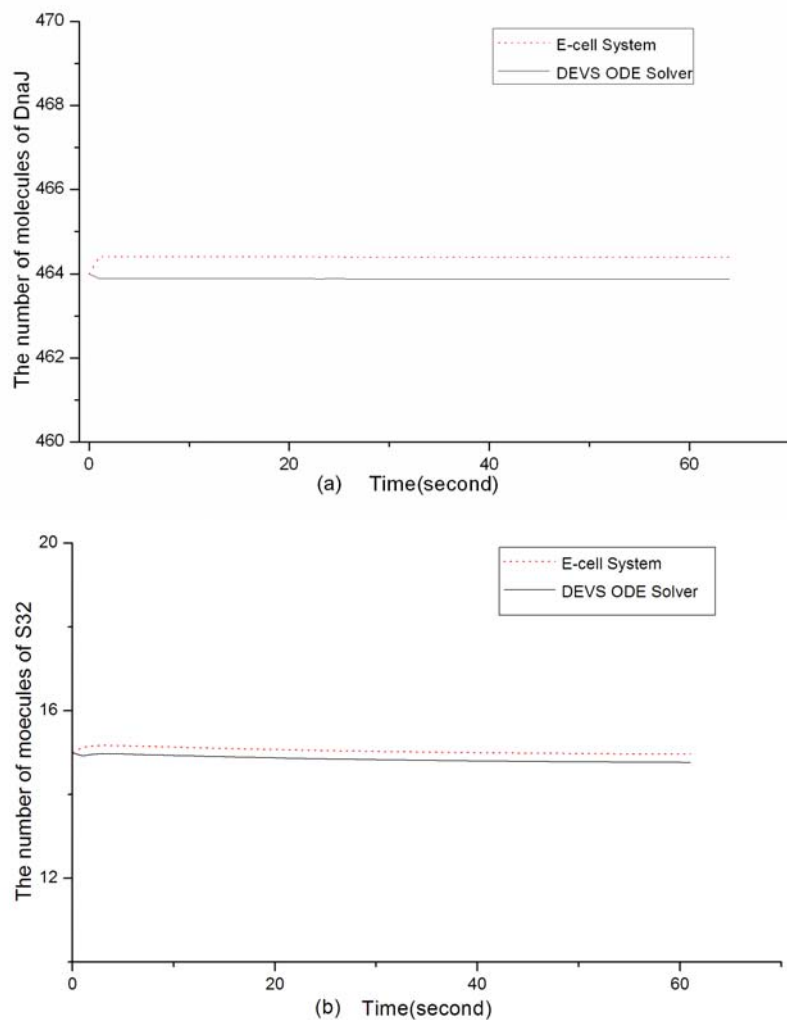 470
468
466
464
462
460
The number of molecules of DnaJ
E-cell System
DEVS ODE Solver
0 20 40 60
(a) Time(second)
20
16
12
The number of moecules of S32
E-cell System
DEVS ODE Solver
0 20 40 60
(b) Time(second)